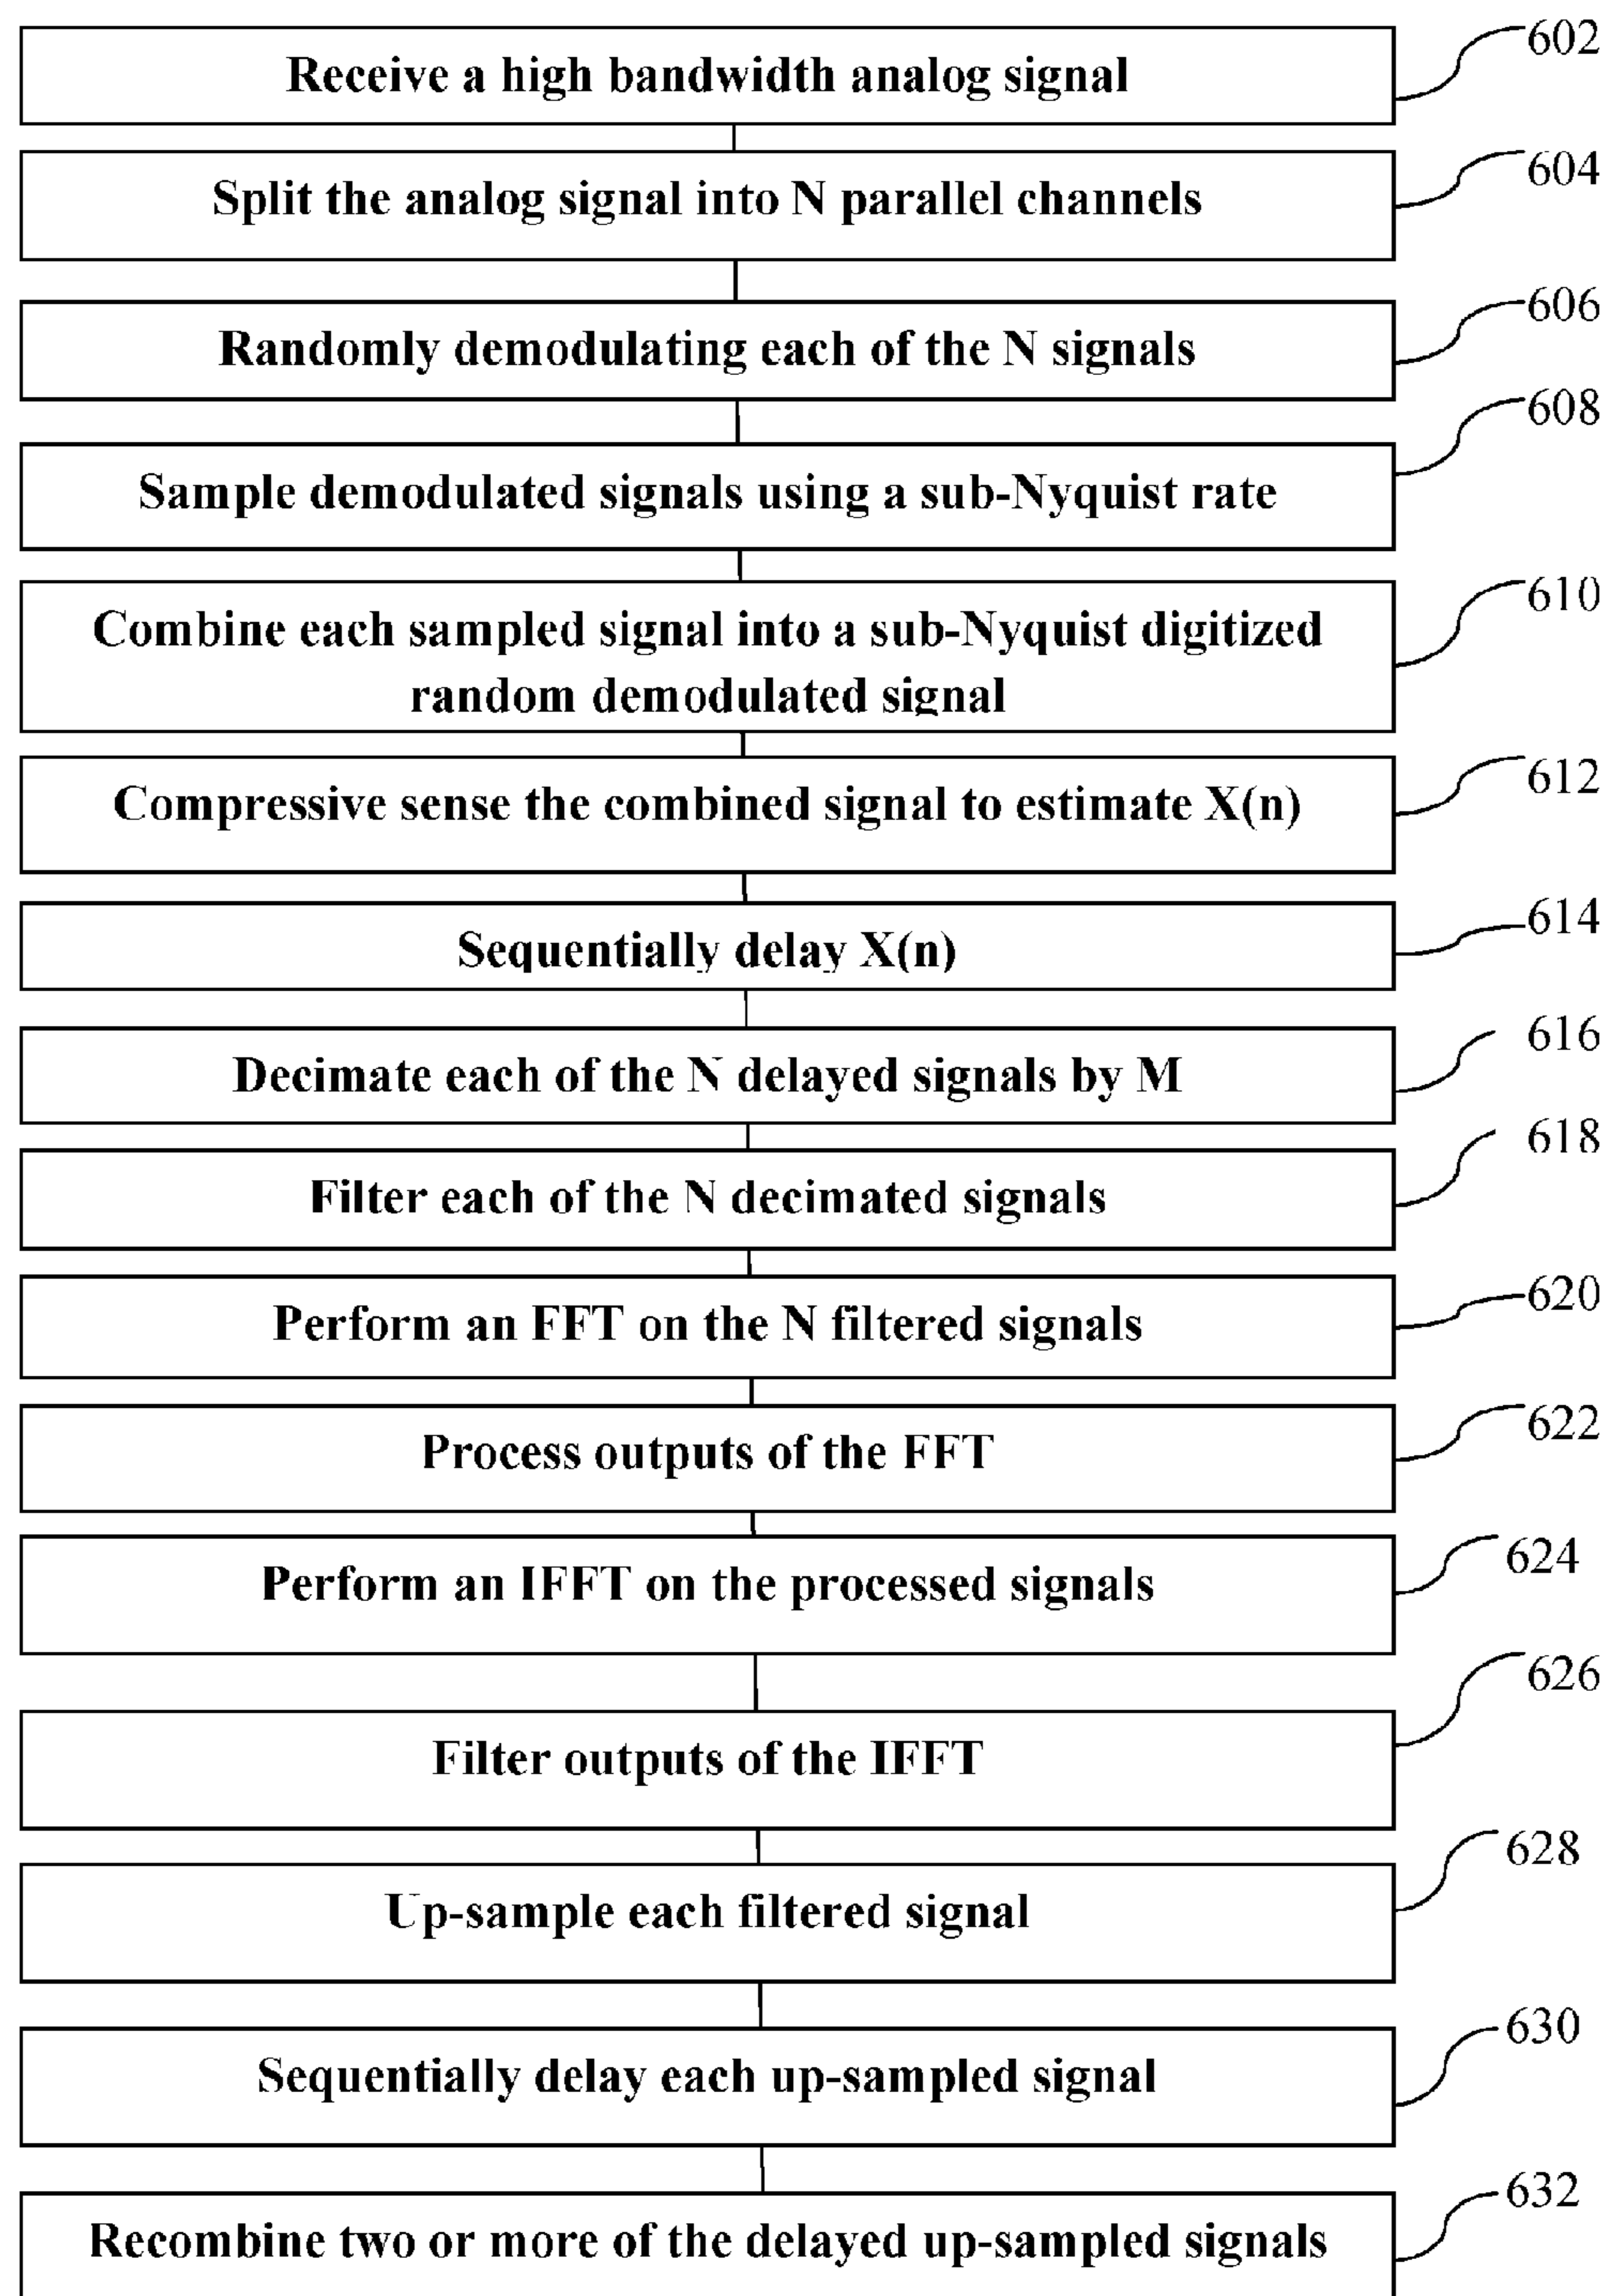 602
Receive a high bandwidth analog signal
604
Split the analog signal into N parallel channels
606
Randomly demodulating each of the N signals
608
Sample demodulated signals using a sub-Nyquist rate
610
Combine each sampled signal into a sub-Nyquist digitized
random demodulated signal
612
Compressive sense the combined signal to estimate X(n)
614
Sequentially delay X(n)
616
Decimate each of the N delayed signals by M
618
Filter each of the N decimated signals
620
Perform an FFT on the N filtered signals
622
Process outputs of the FFT
624
Perform an IFFT on the processed signals
626
Filter outputs of the IFFT
628
Up-sample each filtered signal
630
Sequentially delay each up-sampled signal
632
Recombine two or more of the delayed up-sampled signals